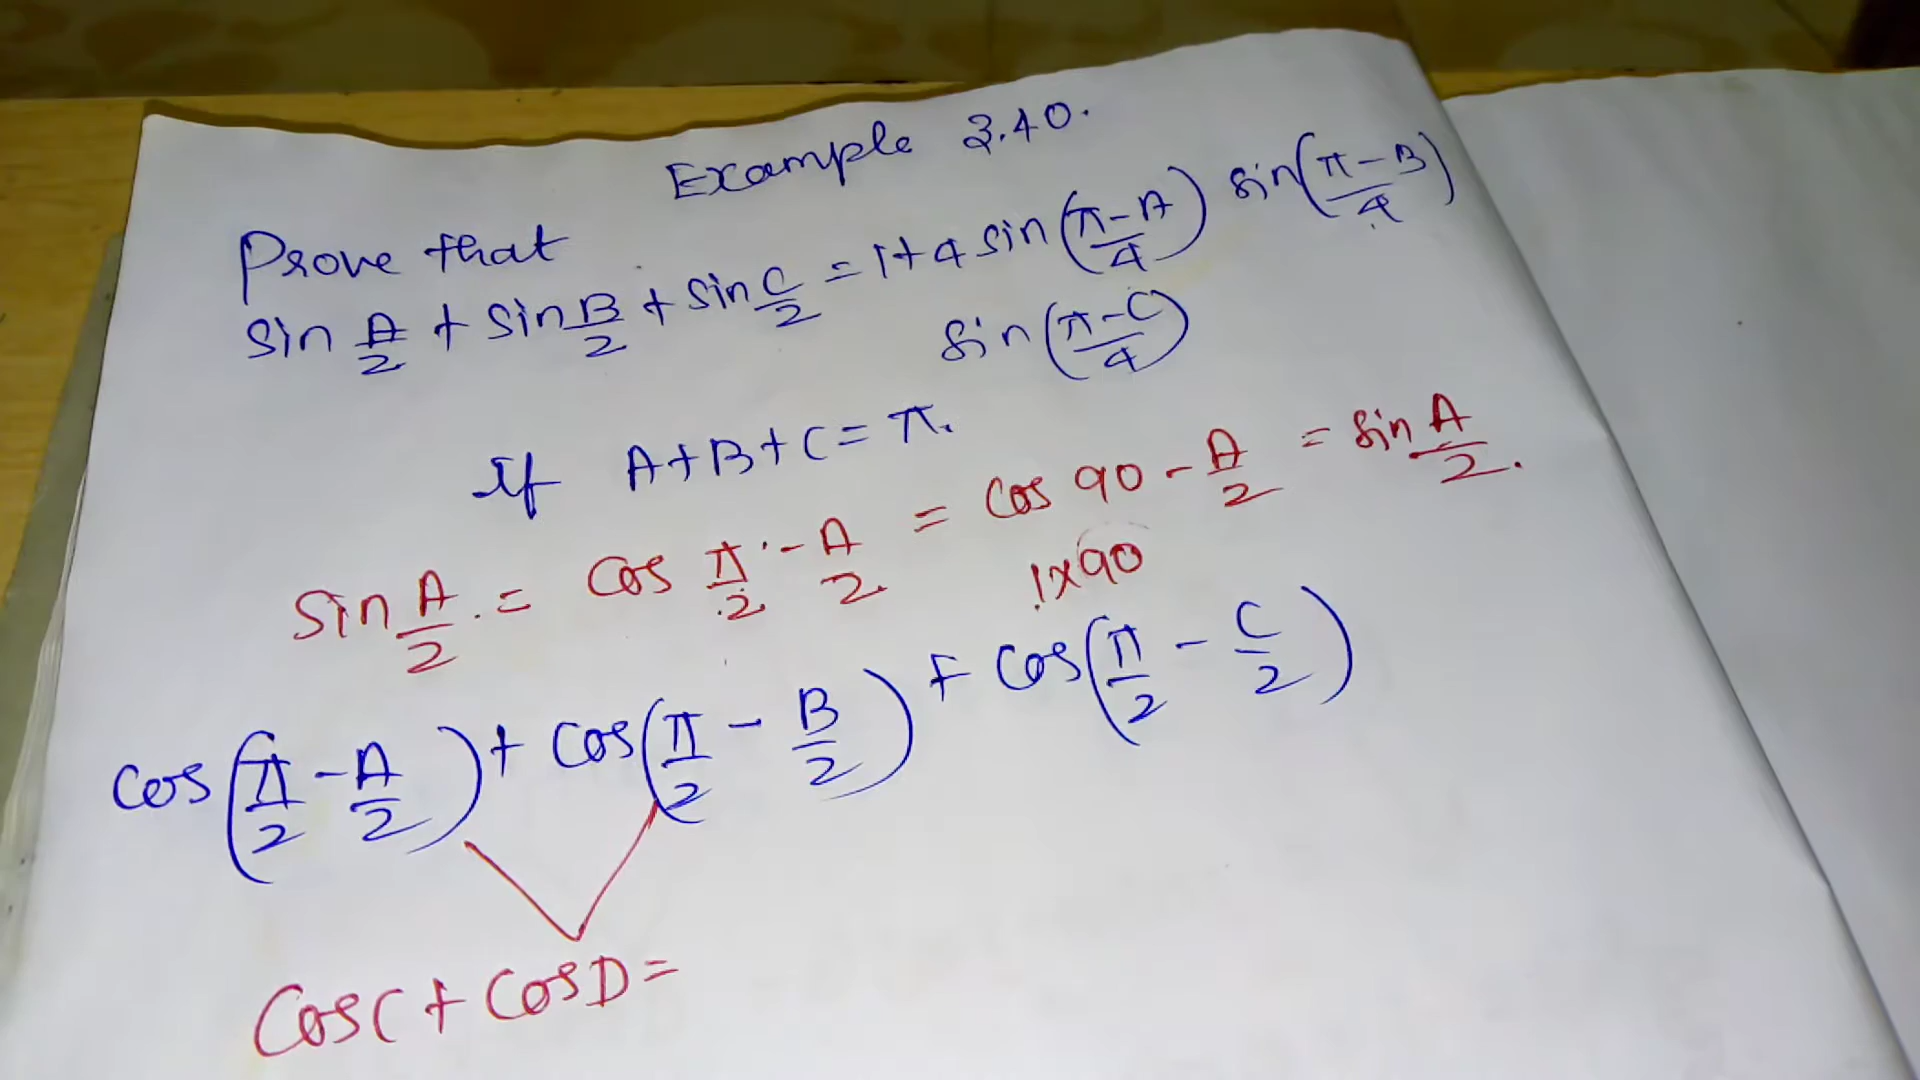 Example 3.40.
Prove that
sin A/2 + sin B/2 + sin C/2 = 1+4 sin (π-A/4) sin (π-B/4)
sin (π-C/4)
If A+B+C = π.
sin A/2 . = cos π/2 - A/2 = cos 90 - A/2 = sin A/2.
1x90
cos (π/2 - A/2) + cos (π/2 - B/2) + cos (π/2 - C/2)
cos C + cos D =